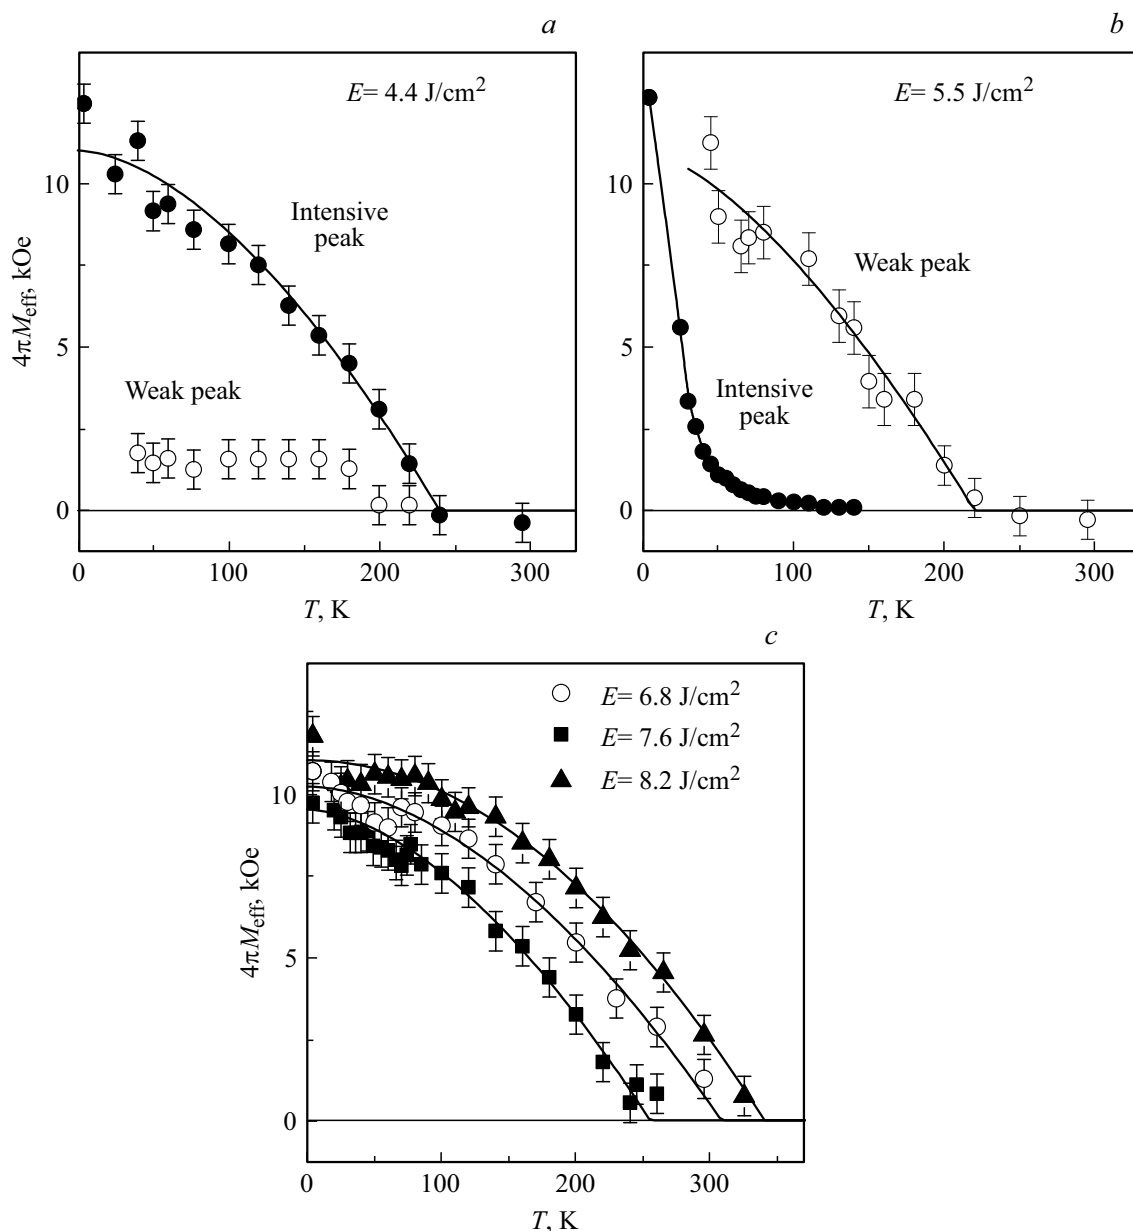 a
E= 4.4 J/cm2
Intensive
peak
Weak peak
10
5
0
4πMeff, kOe
0
100
200
300
T, K
b
E= 5.5 J/cm2
Weak peak
Intensive
peak
10
5
0
0
100
200
300
T, K
c
E= 6.8 J/cm2
E= 7.6 J/cm2
E= 8.2 J/cm2
10
5
0
4πMeff, kOe
0
100
200
300
T, K